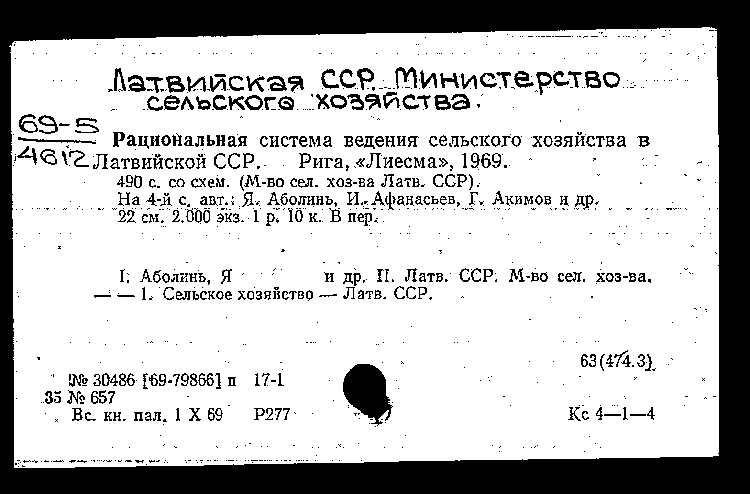 Латвийская ССР. Министерство
сельского хозяйства.
69-5
4612
Рациональная система ведения сельского хозяйства в
Латвийской ССР. Рига, «Лиесма», 1969.
490 с. со схем. (М-во сел. хоз-ва Латв. ССР).
На 4-й с. авт.: Я. Аболинь, И. Афанасьев, Г. Акимов и др.
22 см. 2.000 экз. 1 р. 10 к. В пер.
I. Аболинь, Я и др. II. Латв. ССР. М-во сел. хоз-ва.
— — 1. Сельское хозяйство — Латв. ССР.
63(474.3)
№ 30486 [69-79866] п 17-1
35 № 657
Вс. кн. пал. 1 X 69 Р277 Кс 4—1—4